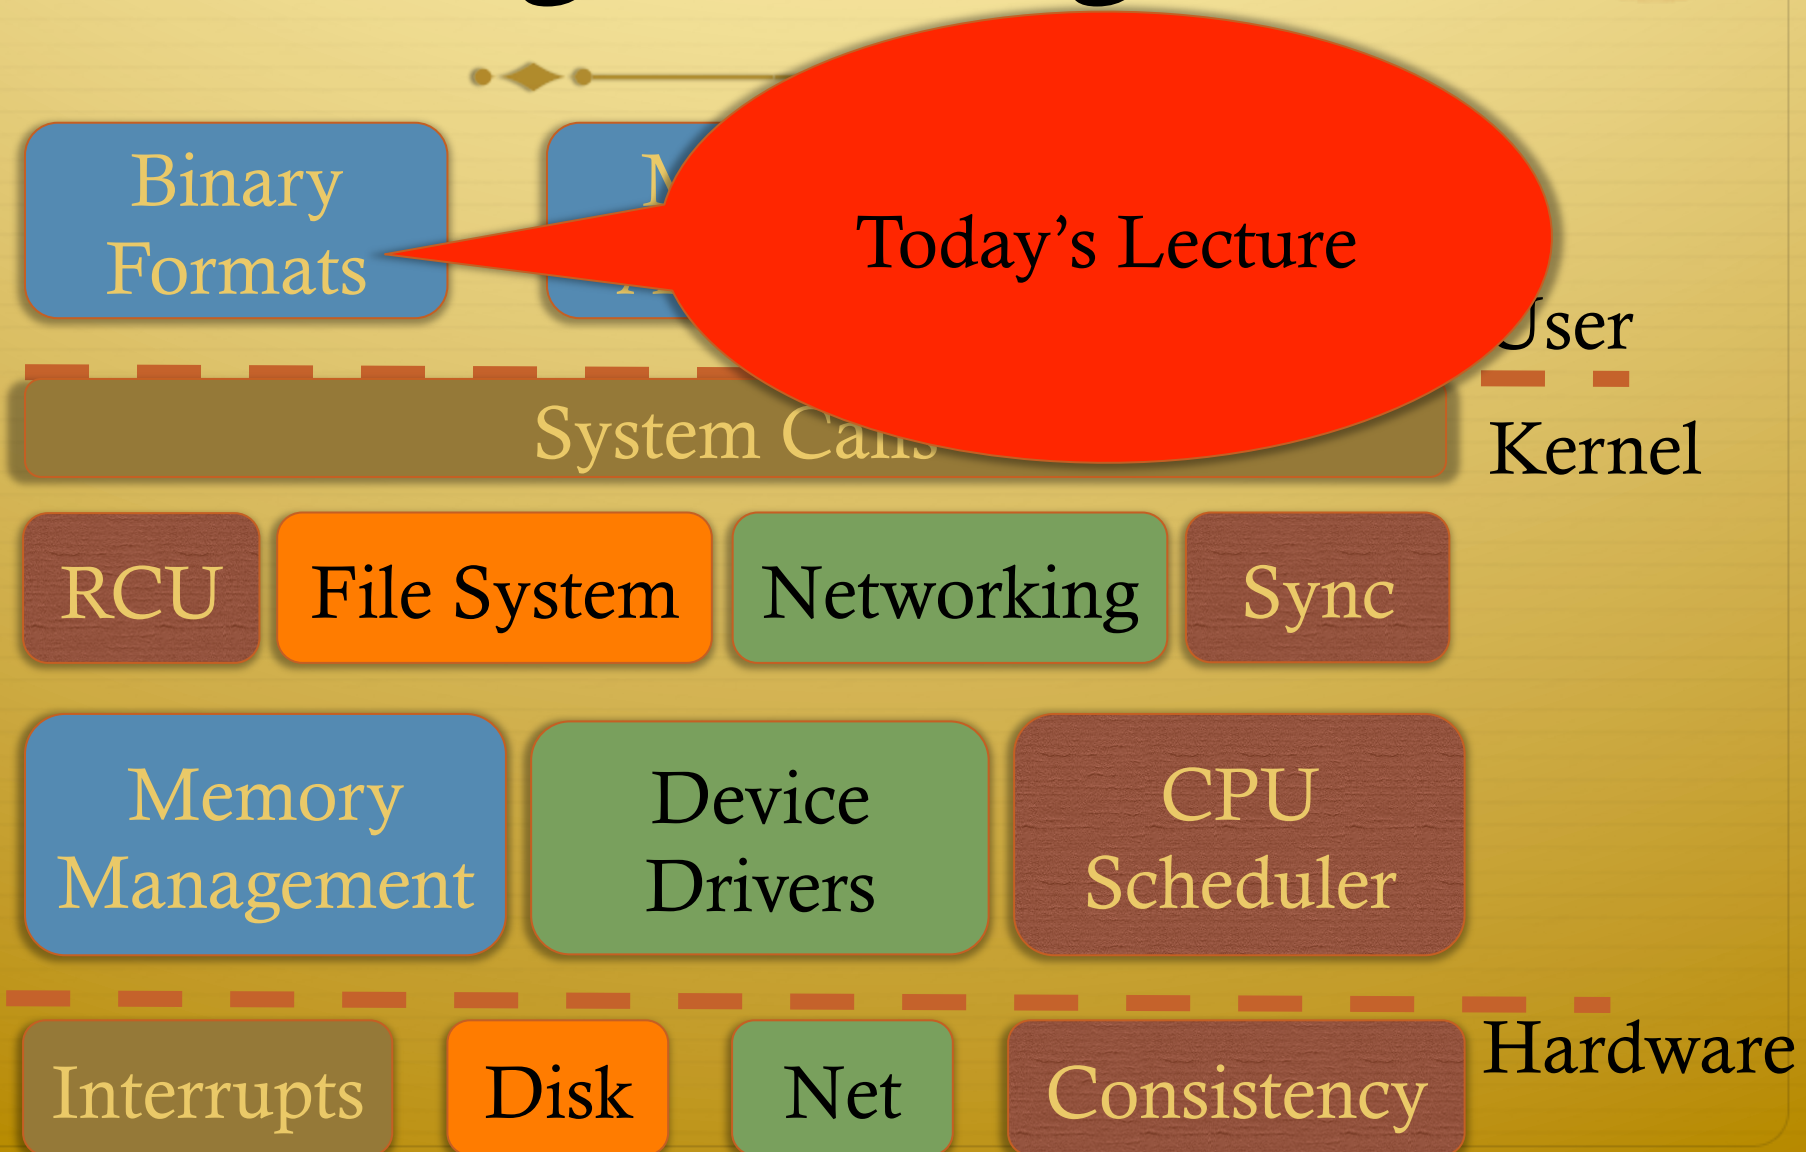 Binary
Formats
Today’s Lecture
User
System Calls
Kernel
RCU
File System
Networking
Sync
Memory
Management
Device
Drivers
CPU
Scheduler
Hardware
Interrupts
Disk
Net
Consistency